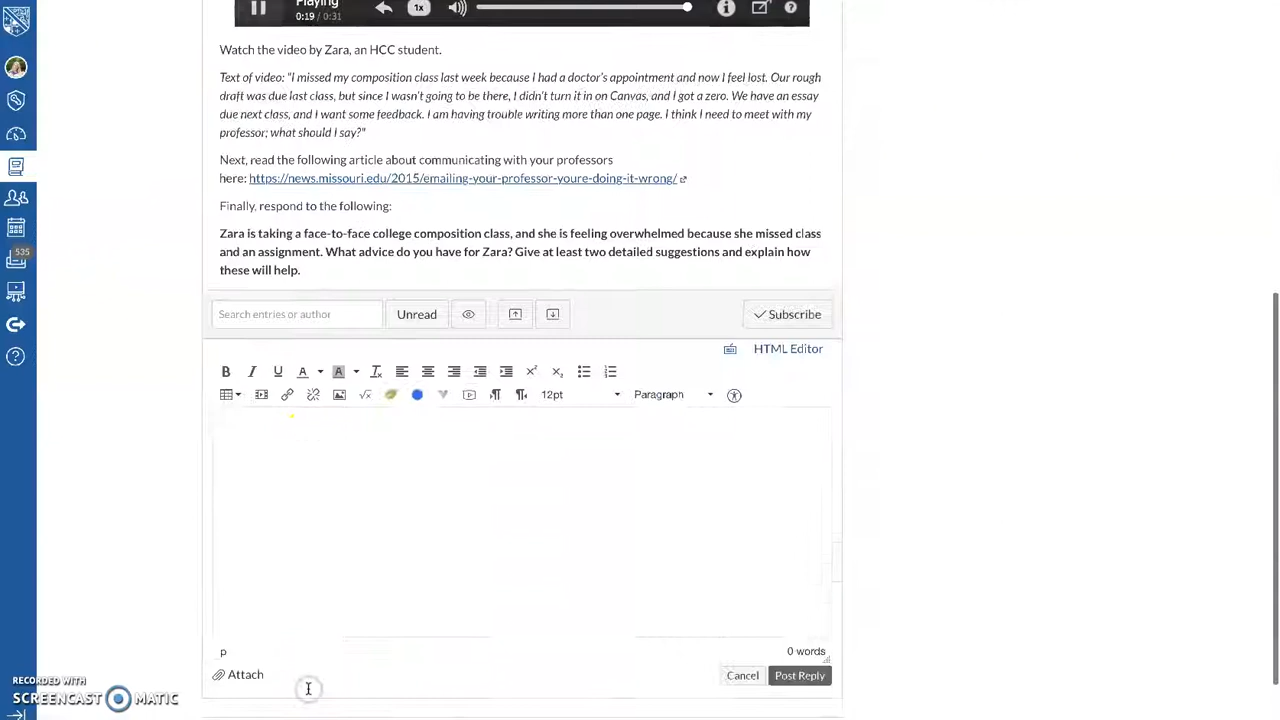 Playing
0:19 / 0:31
1x
Watch the video by Zara, an HCC student.
Text of video: "I missed my composition class last week because I had a doctor's appointment and now I feel lost. Our rough
draft was due last class, but since I wasn't going to be there, I didn't turn it in on Canvas, and I got a zero. We have an essay
due next class, and I want some feedback. I am having trouble writing more than one page. I think I need to meet with my
professor; what should I say?"
Next, read the following article about communicating with your professors
here: https://news.missouri.edu/2015/emailing-your-professor-youre-doing-it-wrong/
Finally, respond to the following:
Zara is taking a face-to-face college composition class, and she is feeling overwhelmed because she missed class
and an assignment. What advice do you have for Zara? Give at least two detailed suggestions and explain how
these will help.
535
Search entries or author
Unread
Subscribe
HTML Editor
12pt
Paragraph
p
0 words
Attach
Cancel
Post Reply
RECORDED WITH
SCREENCAST MATIC